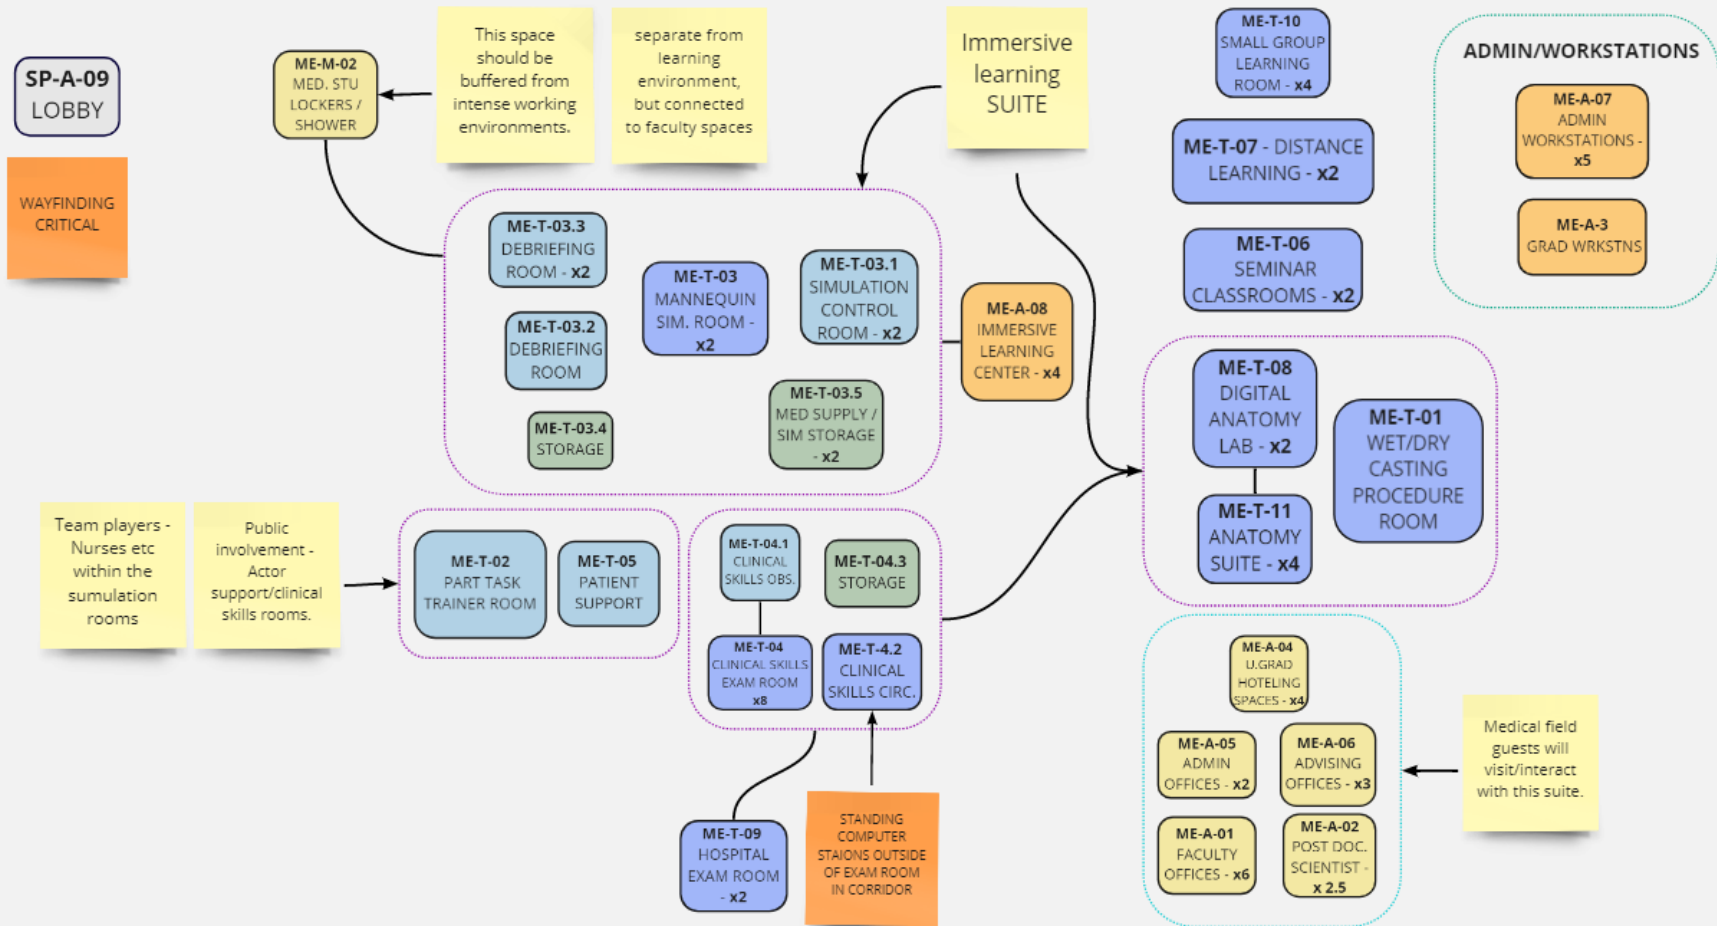 SP-A-09
LOBBY
WAYFINDING
CRITICAL
ME-M-02
MED. STU
LOCKERS /
SHOWER
This space
should be
buffered from
intense working
environments.
separate from
learning
environment,
but connected
to faculty spaces
Immersive
learning
SUITE
ME-T-10
SMALL GROUP
LEARNING
ROOM - x4
ME-T-07 - DISTANCE
LEARNING - x2
ME-T-06
SEMINAR
CLASSROOMS - x2
ADMIN/WORKSTATIONS
ME-A-07
ADMIN
WORKSTATIONS -
x5
ME-A-3
GRAD WRKSTNS
ME-T-03.3
DEBRIEFING
ROOM - x2
ME-T-03.2
DEBRIEFING
ROOM
ME-T-03.4
STORAGE
ME-T-03
MANNEQUIN
SIM. ROOM -
x2
ME-T-03.1
SIMULATION
CONTROL
ROOM - x2
ME-T-03.5
MED SUPPLY /
SIM STORAGE
- x2
ME-A-08
IMMERSIVE
LEARNING
CENTER - x4
ME-T-08
DIGITAL
ANATOMY
LAB - x2
ME-T-11
ANATOMY
SUITE - x4
ME-T-01
WET/DRY
CASTING
PROCEDURE
ROOM
Team players -
Nurses etc
within the
sumulation
rooms
Public
involvement -
Actor
support/clinical
skills rooms.
ME-T-02
PART TASK
TRAINER ROOM
ME-T-05
PATIENT
SUPPORT
ME-T-04.1
CLINICAL
SKILLS OBS.
ME-T-04.3
STORAGE
ME-T-04
CLINICAL SKILLS
EXAM ROOM
x8
ME-T-4.2
CLINICAL
SKILLS CIRC.
ME-T-09
HOSPITAL
EXAM ROOM
- x2
STANDING
COMPUTER
STAIONS OUTSIDE
OF EXAM ROOM
IN CORRIDOR
ME-A-04
U.GRAD
HOTELING
SPACES - x4
ME-A-05
ADMIN
OFFICES - x2
ME-A-06
ADVISING
OFFICES - x3
ME-A-01
FACULTY
OFFICES - x6
ME-A-02
POST DOC.
SCIENTIST -
x 2.5
Medical field
guests will
visit/interact
with this suite.